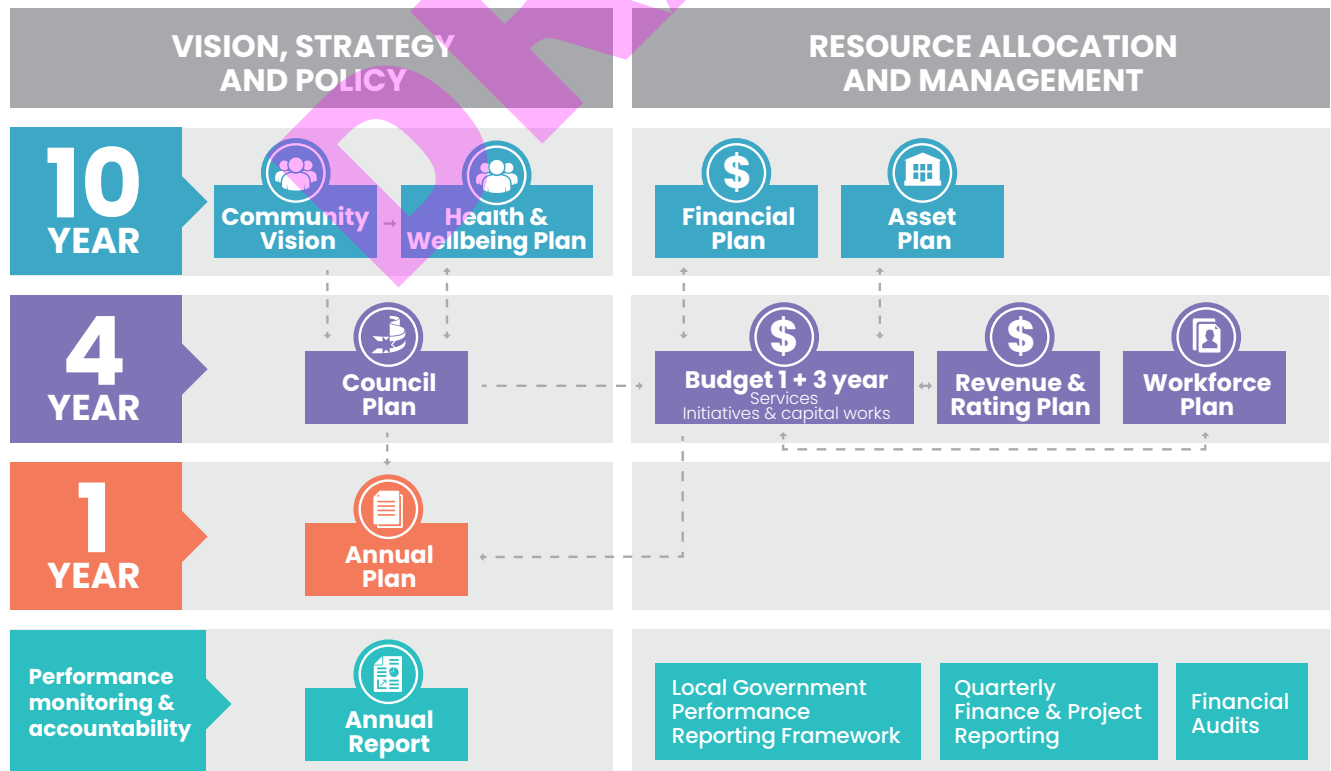 VISION, STRATEGY
AND POLICY
RESOURCE ALLOCATION
AND MANAGEMENT
10
YEAR
Community
Vision
Health &
Wellbeing Plan
$
Financial
Plan
Asset
Plan
4
YEAR
Council
Plan
$
Budget 1 + 3 year
Services
Initiatives & capital works
$
Revenue &
Rating Plan
Workforce
Plan
1
YEAR
Annual
Plan
Performance
monitoring &
accountability
Annual
Report
Local Government
Performance
Reporting Framework
Quarterly
Finance & Project
Reporting
Financial
Audits